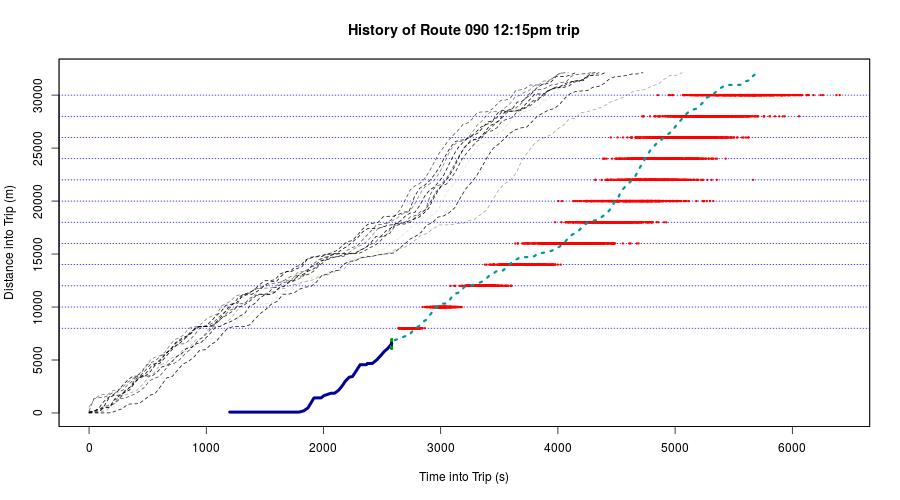 History of Route 090 12:15pm trip
Distance Into Trip (m)
30000
25000
20000
15000
10000
5000
0
0 1000 2000 3000 4000 5000 6000
Time into Trip (s)